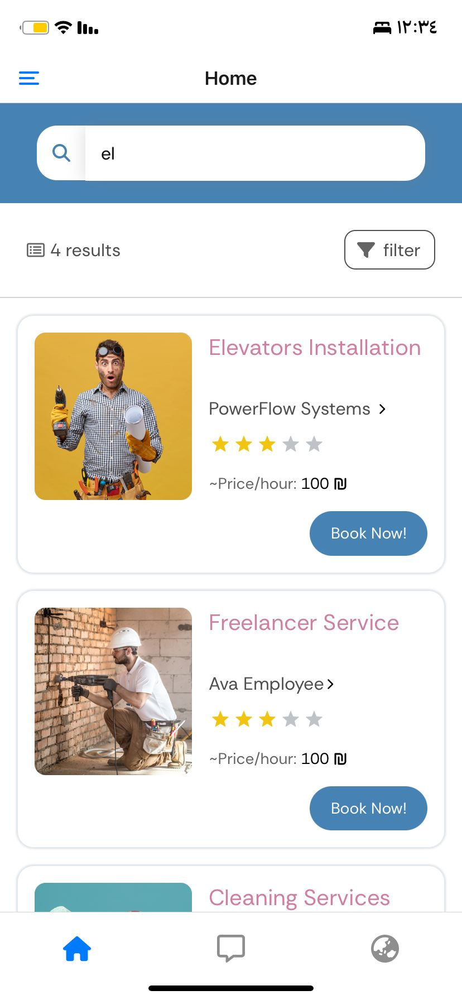 ١٢:٣٤
Home
el
4 results
filter
Elevators Installation
PowerFlow Systems
~Price/hour: 100 ₪
Book Now!
Freelancer Service
Ava Employee
~Price/hour: 100 ₪
Book Now!
Cleaning Services